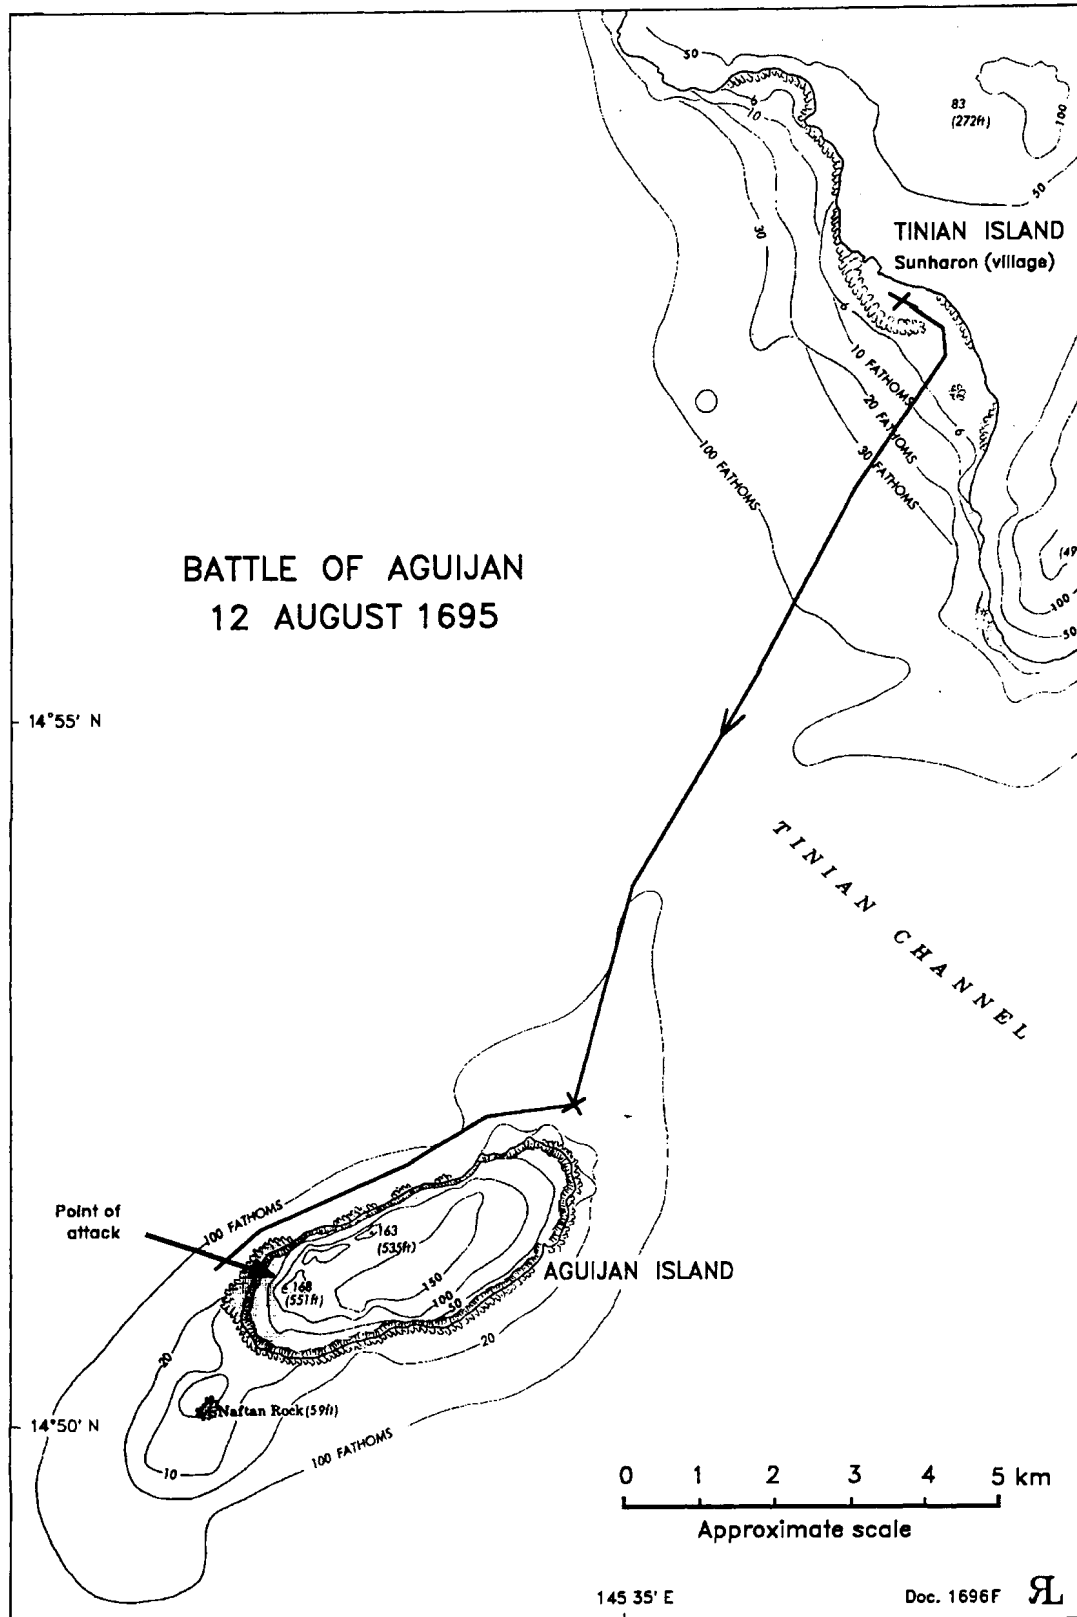 50
83
(272ft)
100
50
6
10
30
30
TINIAN ISLAND
Sunharon (village)
6
10 FATHOMS
20 FATHOMS
30 FATHOMS
6
100 FATHOMS
BATTLE OF AGUIJAN
12 AUGUST 1695
100
50
14°55' N
TINIAN CHANNEL
Point of
attack
100 FATHOMS
163
(535ft)
168
(551ft)
150
100
50
AGUIJAN ISLAND
20
20
Naftan Rock (59ft)
14°50' N
10
100 FATHOMS
0 1 2 3 4 5 km
Approximate scale
145 35' E
Doc. 1696F